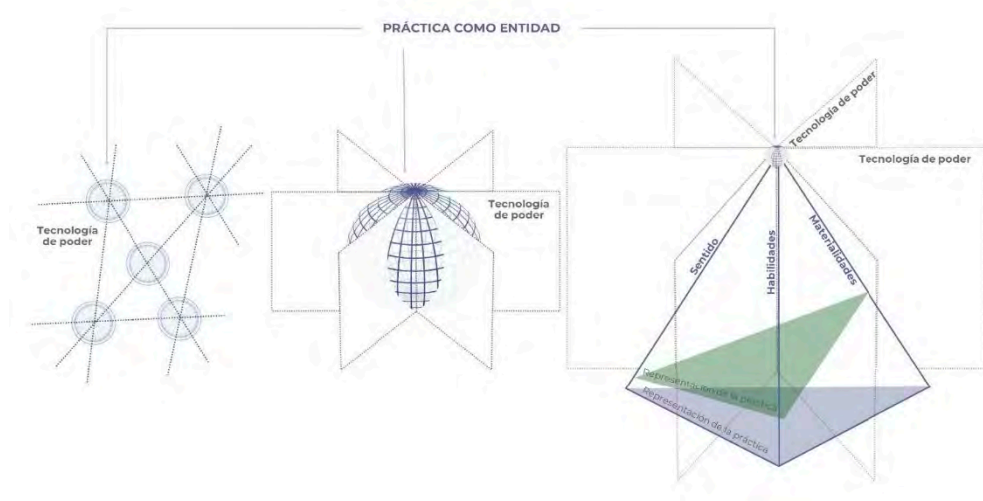 PRÁCTICA COMO ENTIDAD
Tecnología
de poder
Tecnología
de poder
Tecnología de poder
Tecnología de poder
Sentido
Habilidades
Materialidades
Representación de la práctica
Representación de la práctica